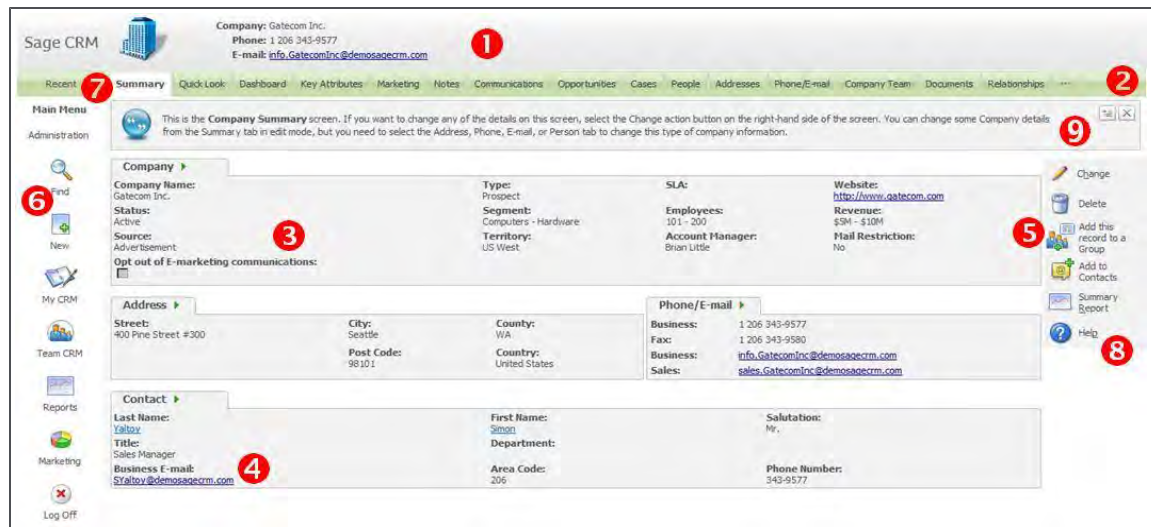 Sage CRM
Company: Gatecom Inc.
Phone: 1 206 343-9577
E-mail: info.GatecomInc@demosagecrm.com
1
Recent
7
Summary Quick Look Dashboard Key Attributes Marketing Notes Communications Opportunities Cases People Addresses Phone/E-mail Company Team Documents Relationships ...
2
Main Menu
Administration
Find
6
New
My CRM
Team CRM
Reports
Marketing
Log Off
This is the Company Summary screen. If you want to change any of the details on this screen, select the Change action button on the right-hand side of the screen. You can change some Company details
from the Summary tab in edit mode, but you need to select the Address, Phone, E-mail, or Person tab to change this type of company information.
9
Company
Company Name: Type: SLA: Website:
Gatecom Inc. Prospect http://www.gatecom.com
Status: Segment: Employees: Revenue:
Active Computers - Hardware 101 - 200 $5M - $10M
Source: Territory: Account Manager: Mail Restriction:
Advertisement US West Brian Little No
3
Opt out of E-marketing communications:
Address
Street: City: County:
400 Pine Street #300 Seattle WA
Post Code: Country:
98101 United States
Phone/E-mail
Business: 1 206 343-9577
Fax: 1 206 343-9580
Business: info.GatecomInc@demosagecrm.com
Sales: sales.GatecomInc@demosagecrm.com
Contact
Last Name: First Name: Salutation:
Yaltoy Simon Mr.
Title: Department:
Sales Manager
Business E-mail: Area Code: Phone Number:
SYaltoy@demosagecrm.com 206 343-9577
4
Change
Delete
5
Add this
record to a
Group
Add to
Contacts
Summary
Report
Help
8